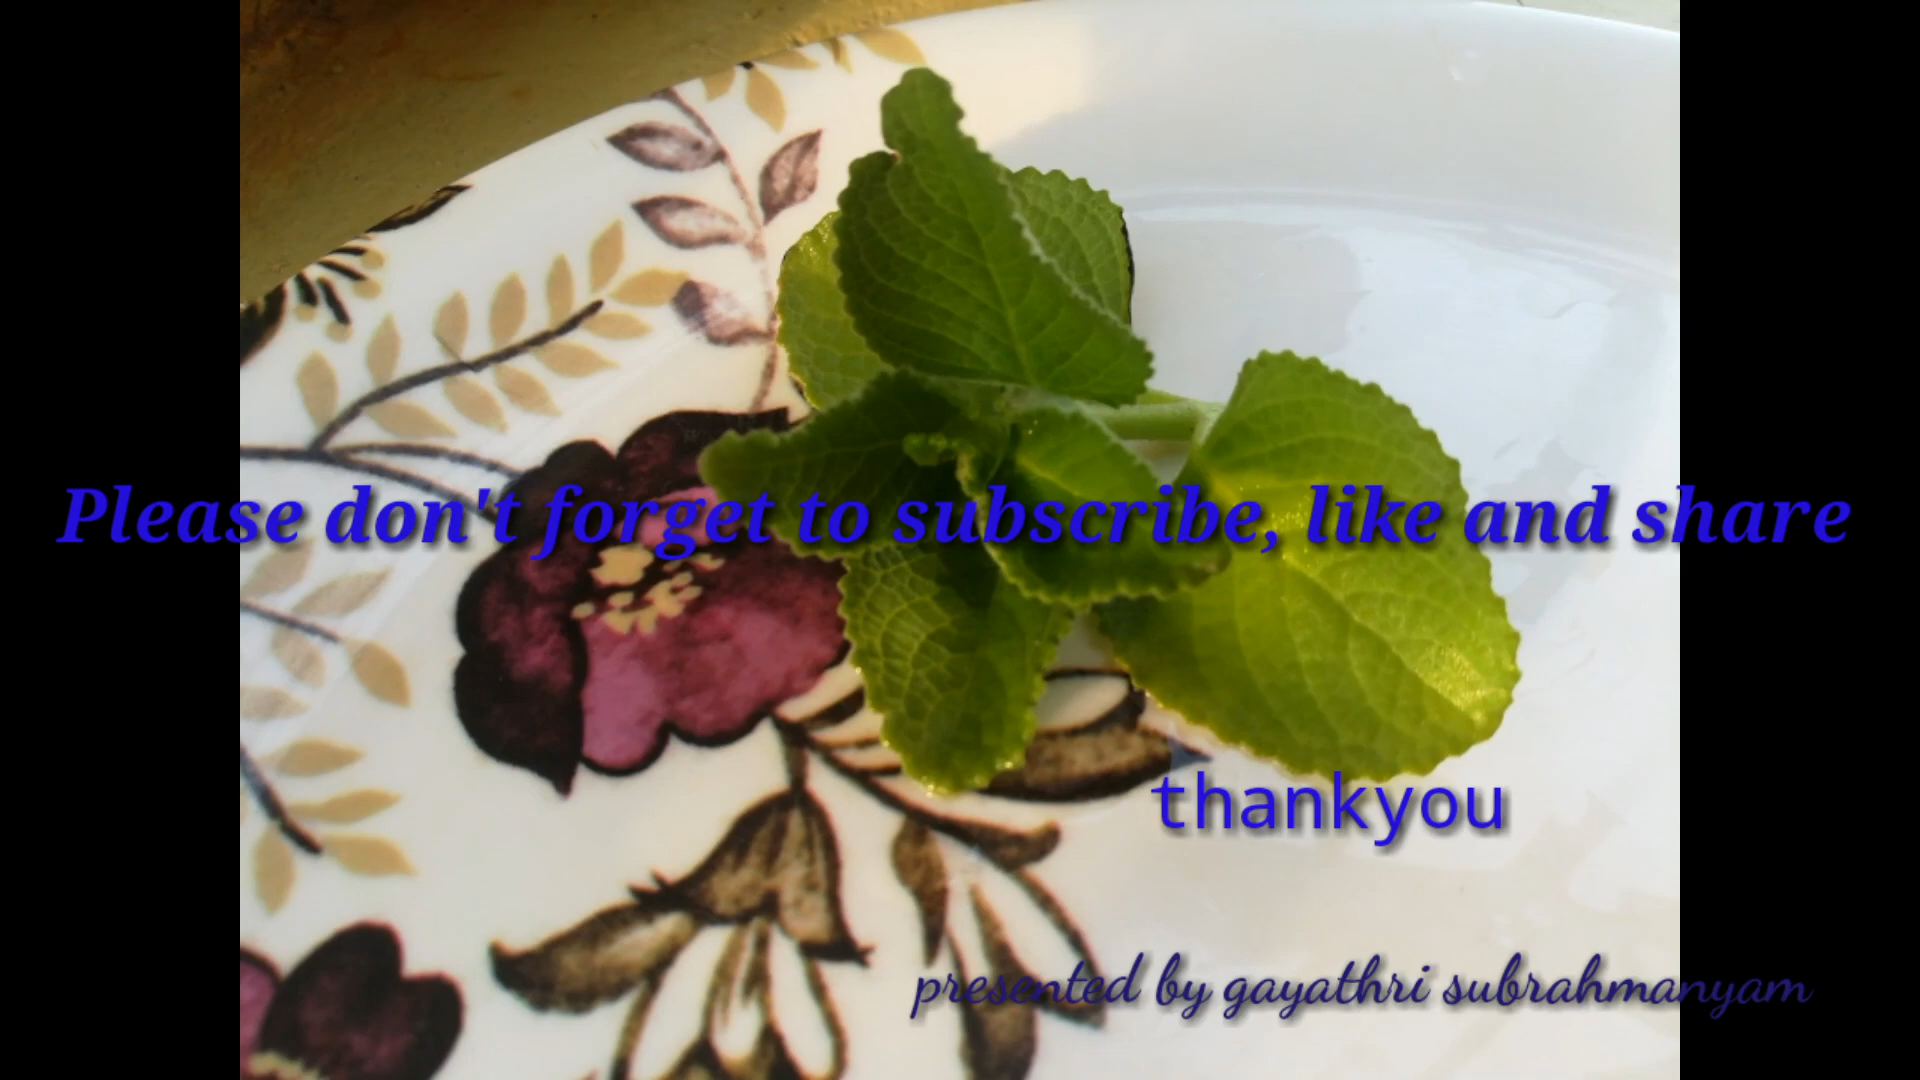 Please don't forget to subscribe, like and share
thankyou
presented by gayathri subrahmanyam